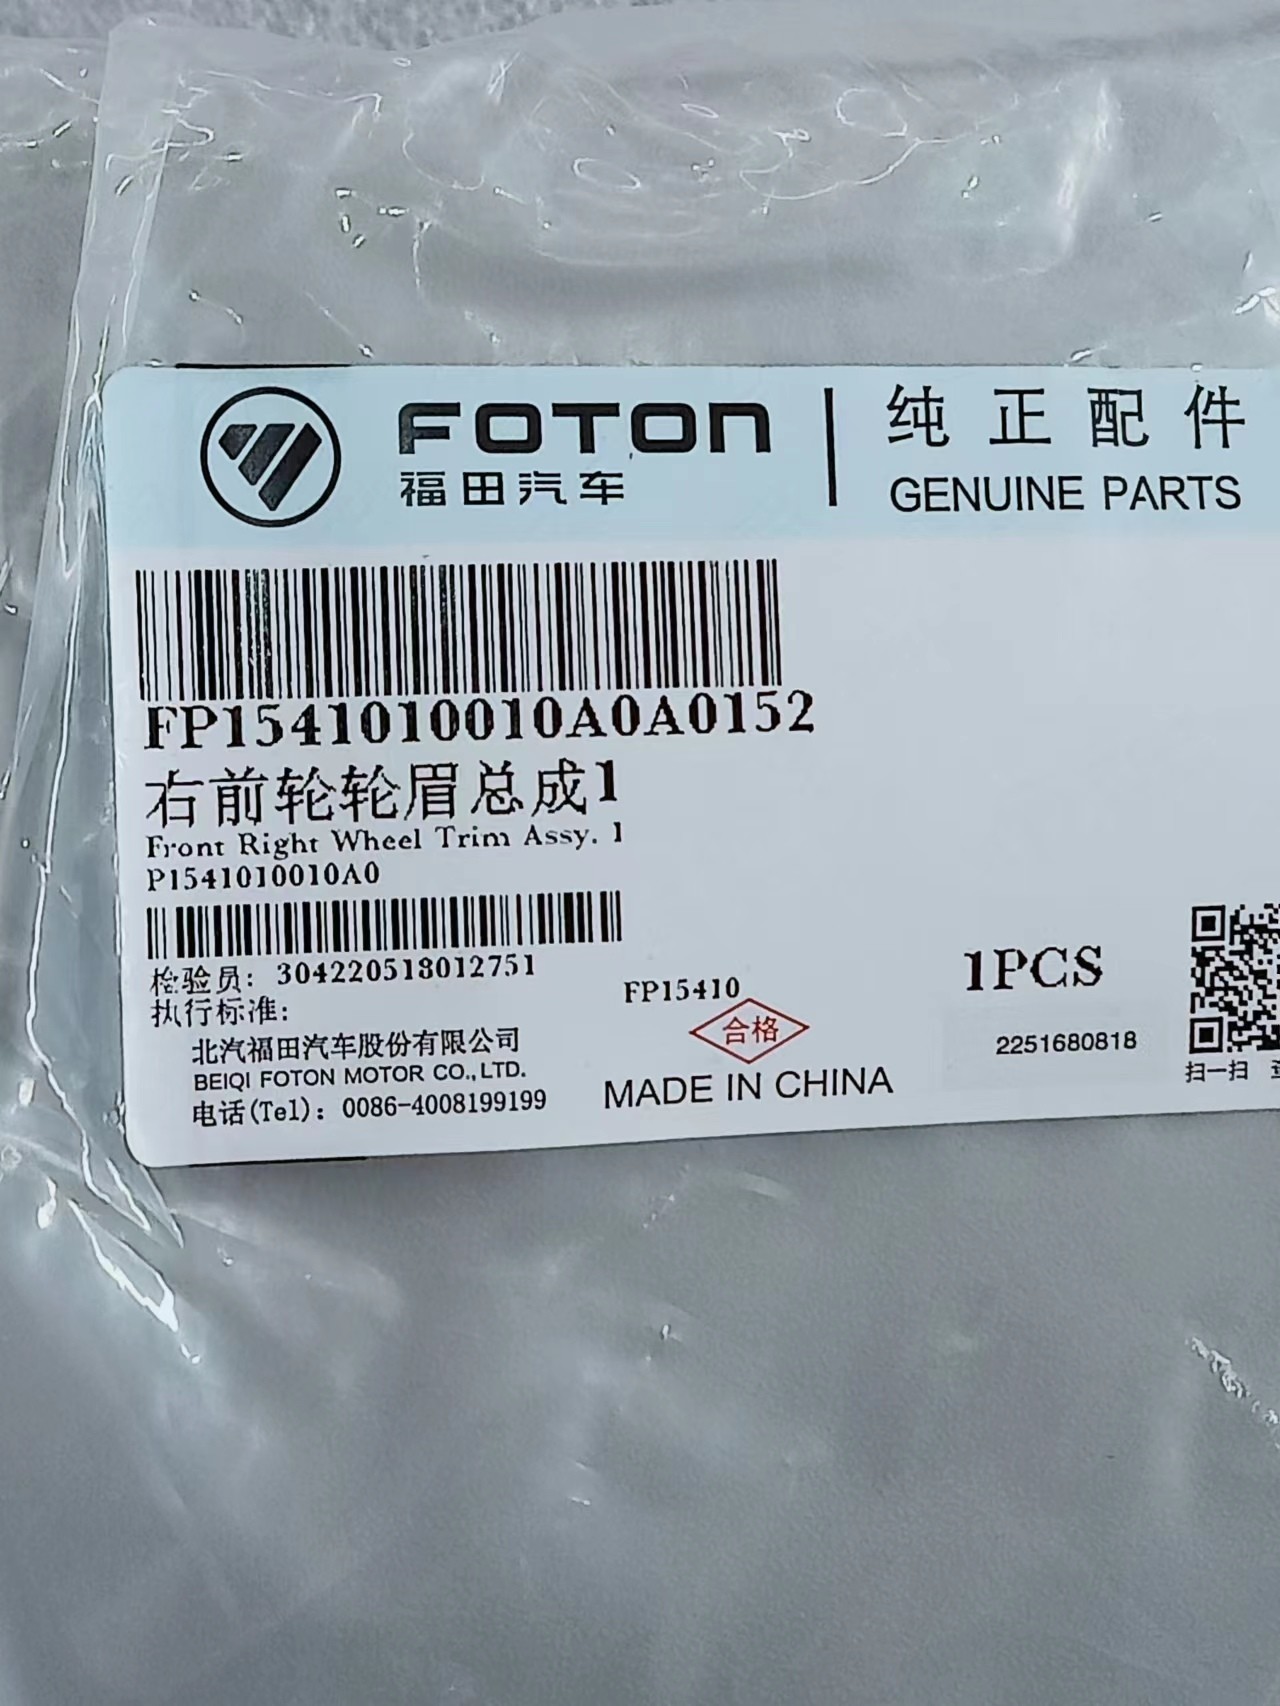 FOTON
福田汽车
纯正配件
GENUINE PARTS
FP1541010010A0A0152
右前轮轮眉总成1
Front Right Wheel Trim Assy. 1
P1541010010A0
检验员: 304220518012751
执行标准:
FP15410
合格
1PCS
2251680818
北汽福田汽车股份有限公司
BEIQI FOTON MOTOR CO.,LTD.
电话(Tel): 0086-4008199199
MADE IN CHINA
扫一扫